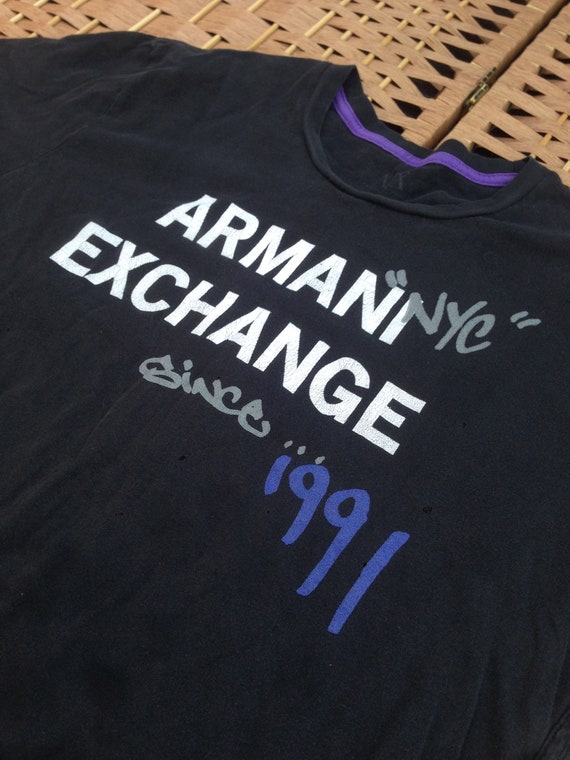 ARMANI "NYC"
EXCHANGE
SINCE...
1991